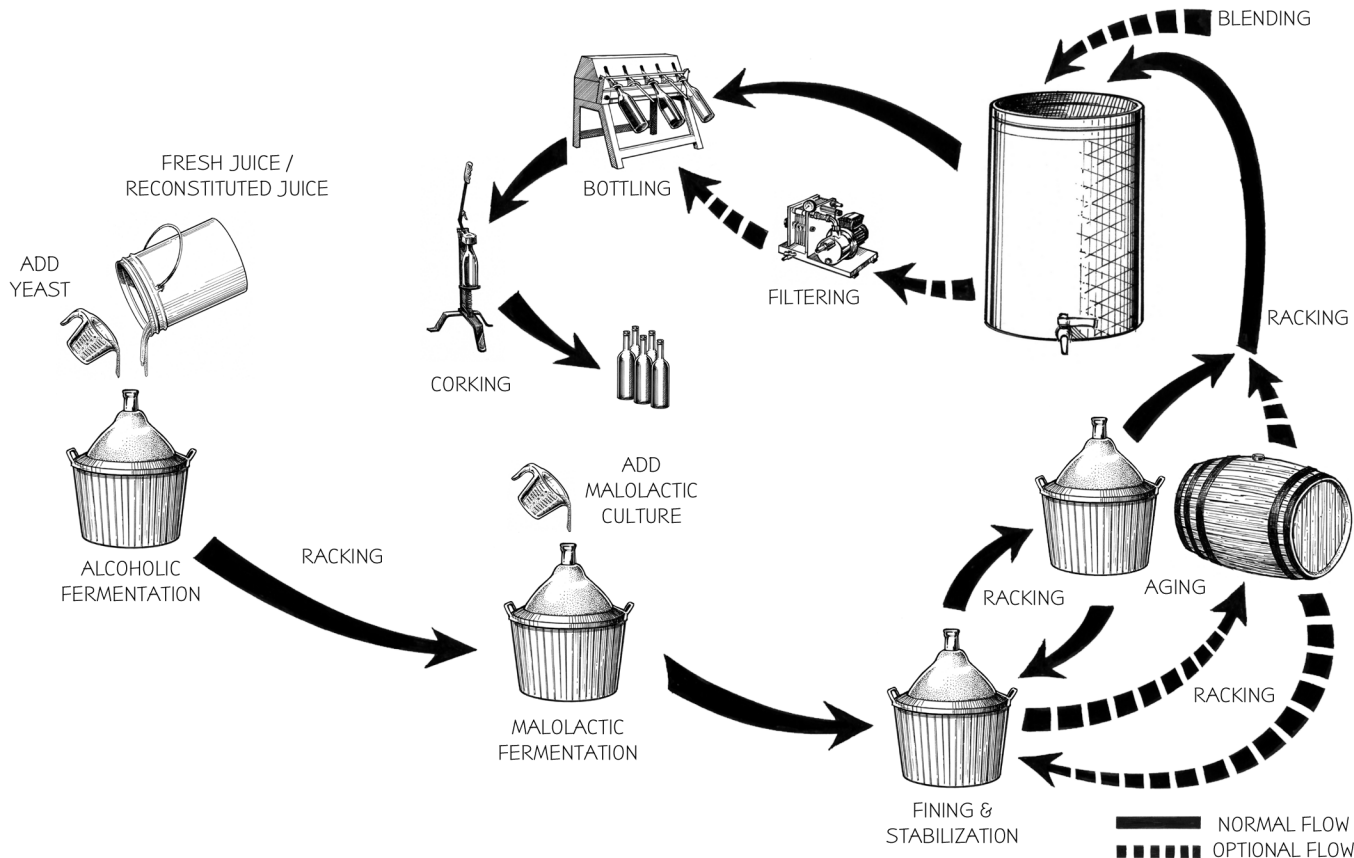 FRESH JUICE /
RECONSTITUTED JUICE
ADD
YEAST
ALCOHOLIC
FERMENTATION
RACKING
ADD
MALOLACTIC
CULTURE
MALOLACTIC
FERMENTATION
FINING &
STABILIZATION
RACKING
AGING
RACKING
RACKING
BLENDING
FILTERING
BOTTLING
CORKING
NORMAL FLOW
OPTIONAL FLOW